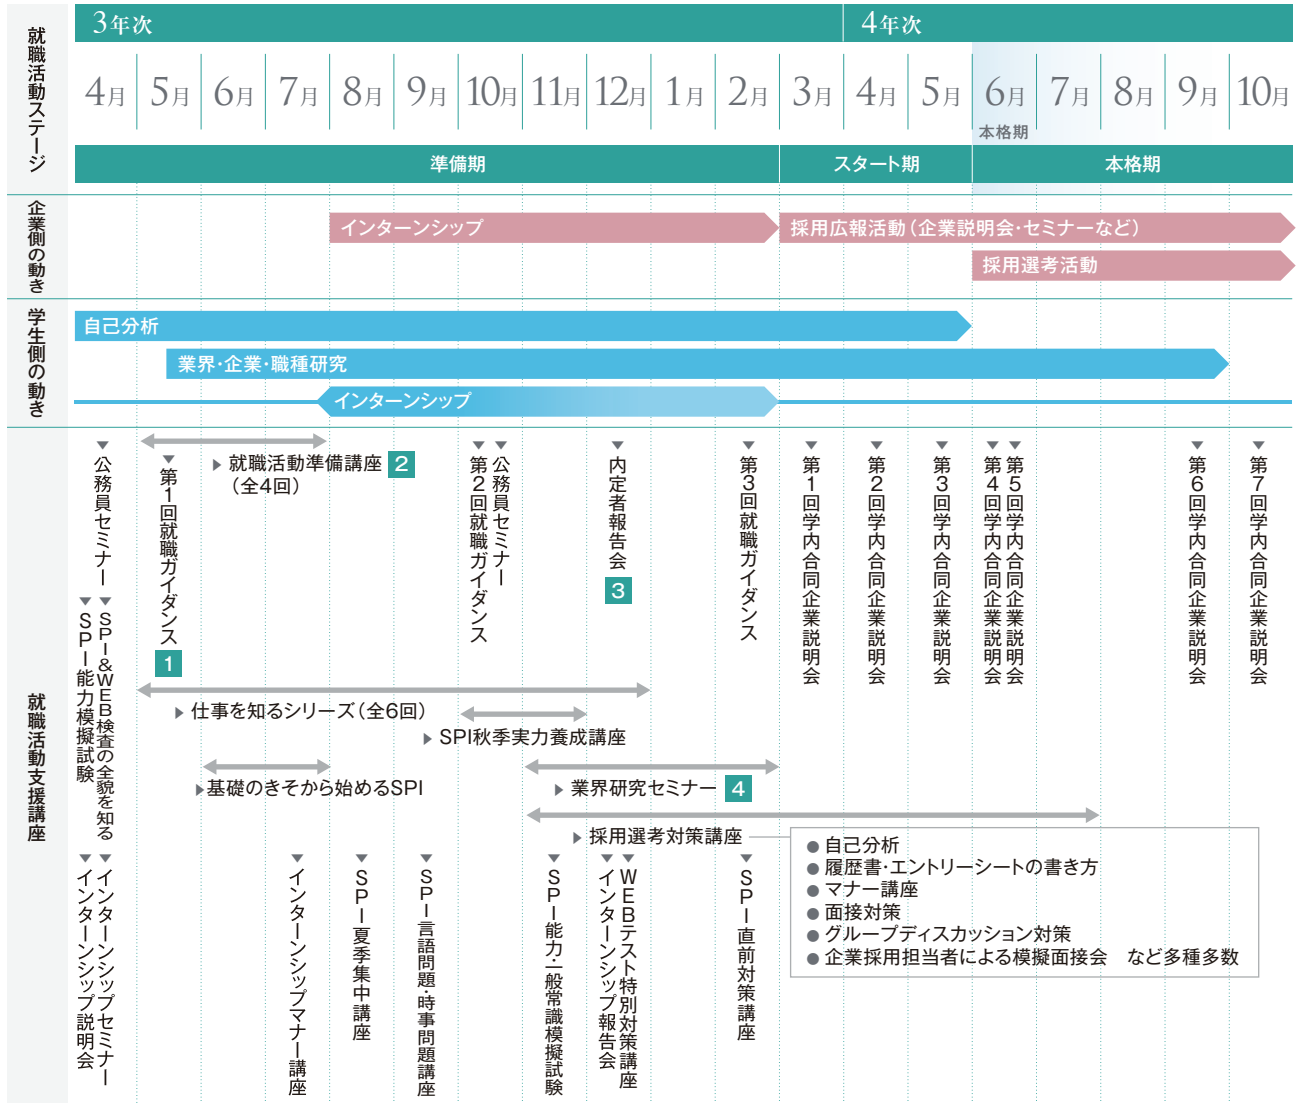 就職活動ステージ
3年次
4年次
4月
5月
6月
7月
8月
9月
10月
11月
12月
1月
2月
3月
4月
5月
6月
7月
8月
9月
10月
本格期
準備期
スタート期
本格期
企業側の動き
インターンシップ
採用広報活動(企業説明会・セミナーなど)
採用選考活動
学生側の動き
自己分析
業界・企業・職種研究
インターンシップ
就職活動支援講座
▼公務員セミナー
▼第1回就職ガイダンス
1
▶就職活動準備講座 2
(全4回)
▼第2回就職ガイダンス
▼公務員セミナー
▼内定者報告会
3
▼第3回就職ガイダンス
▼第1回学内合同企業説明会
▼第2回学内合同企業説明会
▼第3回学内合同企業説明会
▼第4回学内合同企業説明会
▼第5回学内合同企業説明会
▼第6回学内合同企業説明会
▼第7回学内合同企業説明会
▼SPI能力模擬試験
▼SPI&WEB検査の全貌を知る
▶仕事を知るシリーズ(全6回)
▶SPI秋季実力養成講座
▶基礎のきそから始めるSPI
▶業界研究セミナー 4
▶採用選考対策講座
●自己分析
●履歴書・エントリーシートの書き方
●マナー講座
●面接対策
●グループディスカッション対策
●企業採用担当者による模擬面接会 など多種多数
▼インターンシップ説明会
▼インターンシップセミナー
▼インターンシップマナー講座
▼SPI夏季集中講座
▼SPI言語問題・時事問題講座
▼SPI能力・一般常識模擬試験
▼インターンシップ報告会
▼WEBテスト特別対策講座
▼SPI直前対策講座